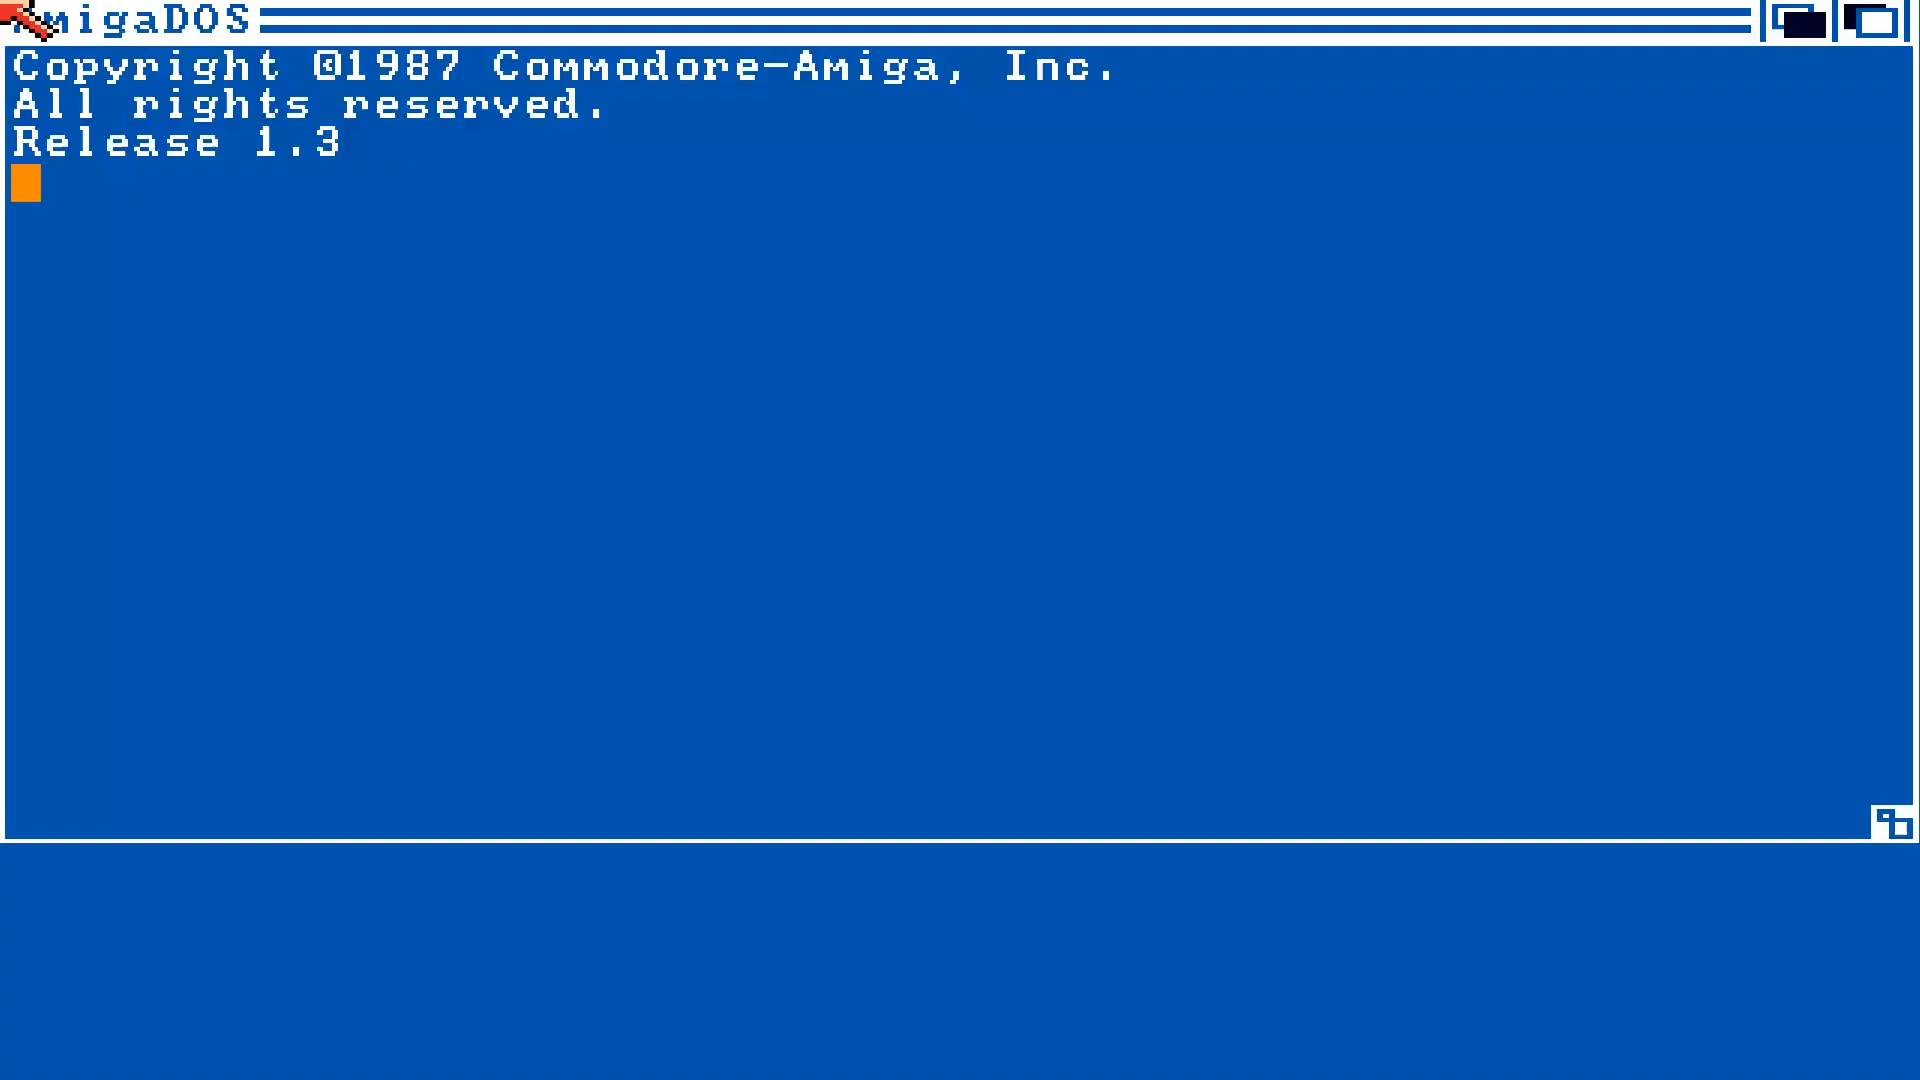 AmigaDOS
Copyright ©1987 Commodore-Amiga, Inc.
All rights reserved.
Release 1.3